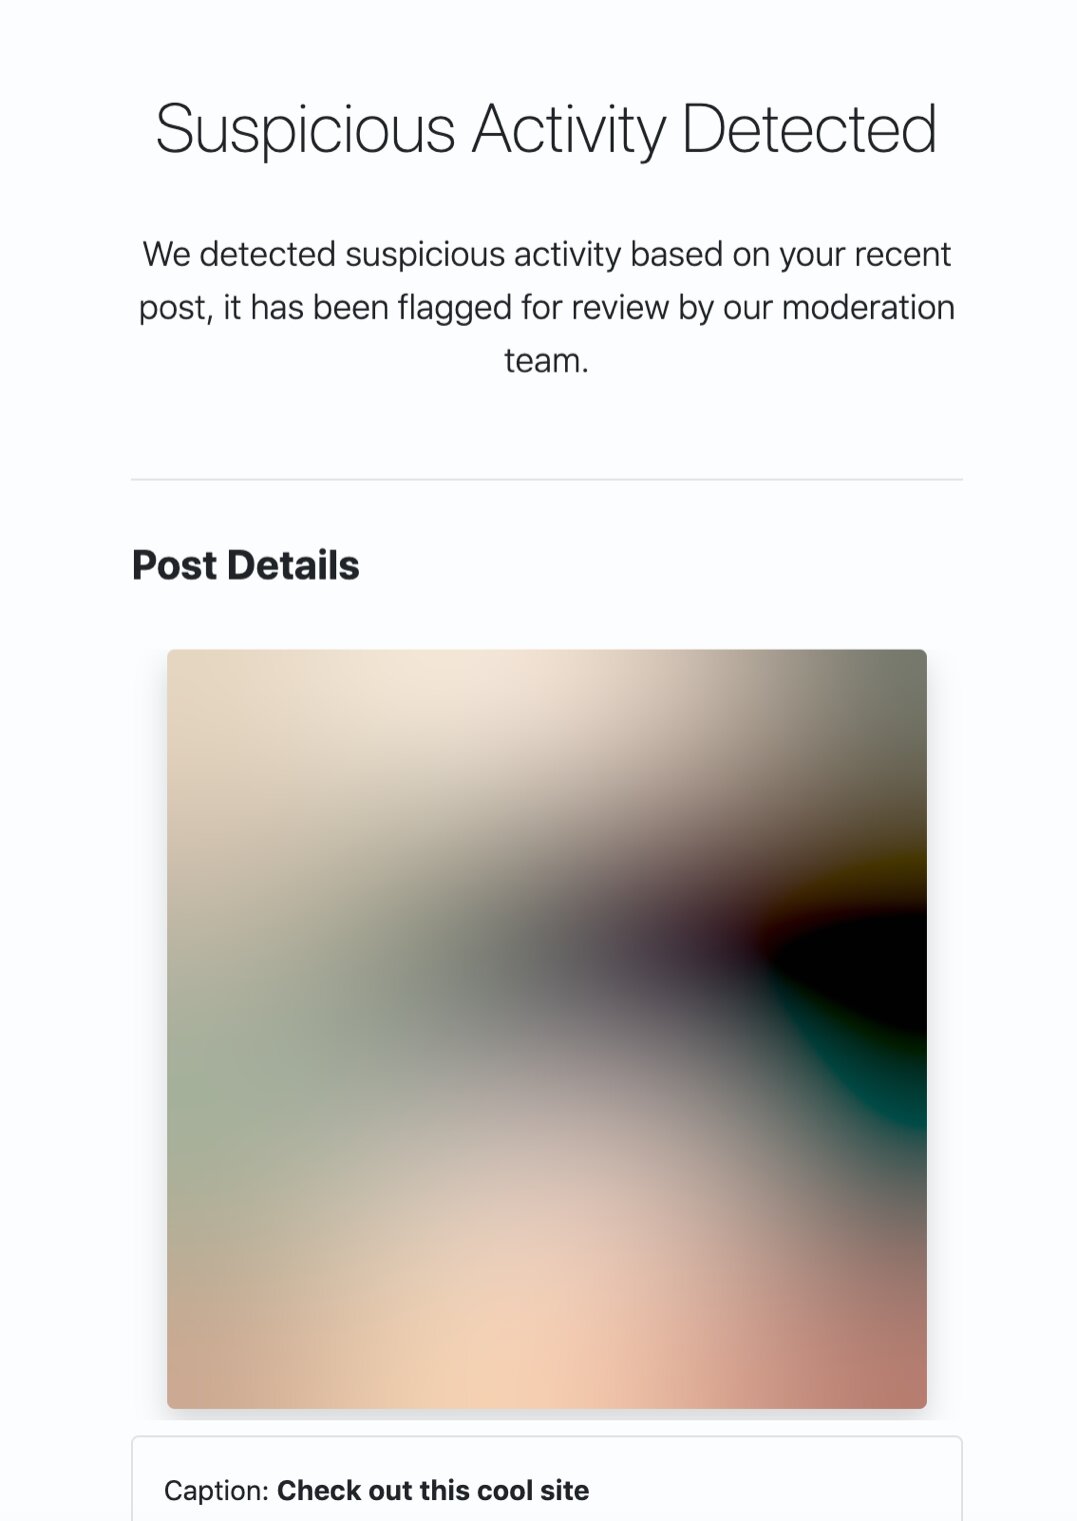 Suspicious Activity Detected
We detected suspicious activity based on your recent
post, it has been flagged for review by our moderation
team.
Post Details
Caption: Check out this cool site